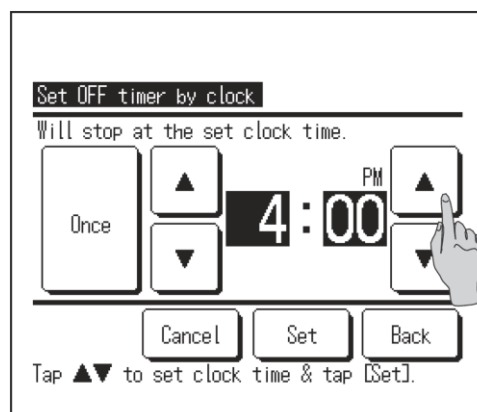 Set OFF timer by clock
Will stop at the set clock time.
Once
▲
▼
4:00
PM
▲
▼
Cancel
Set
Back
Tap ▲▼ to set clock time & tap [Set].